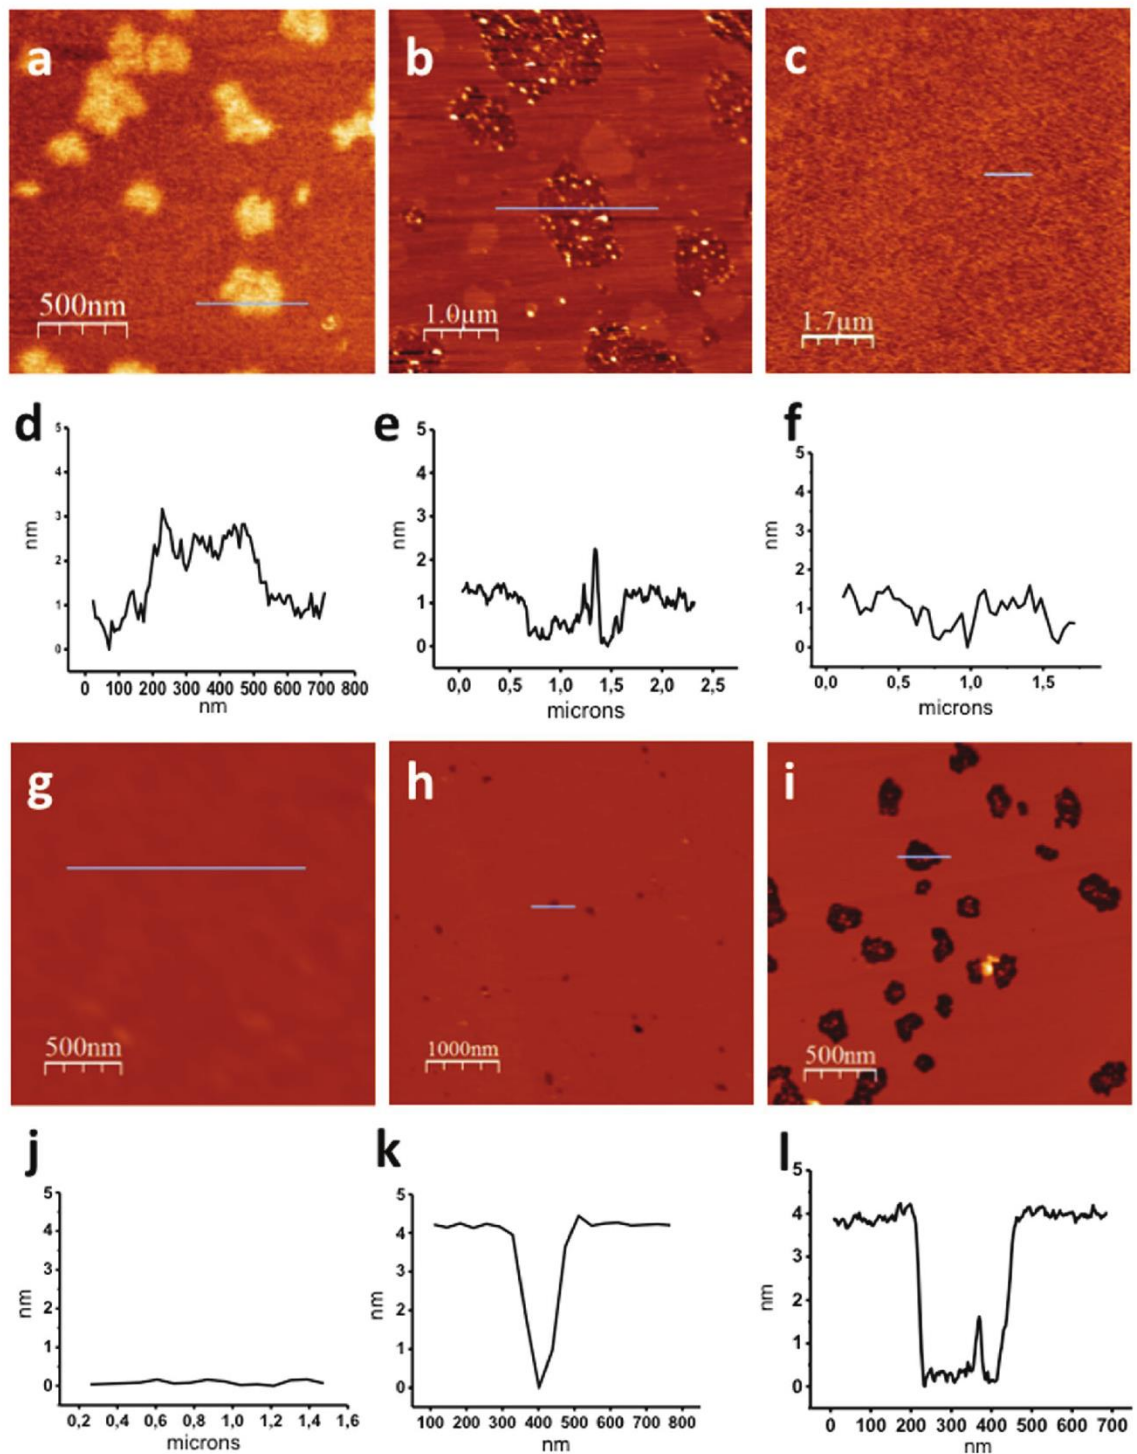 a
b
c
500nm
1.0µm
1.7µm
d
5
4
3
2
1
0
nm
0 100 200 300 400 500 600 700 800
nm
e
5
4
3
2
1
0
nm
0,0 0,5 1,0 1,5 2,0 2,5
microns
f
5
4
3
2
1
0
nm
0,0 0,5 1,0 1,5
microns
g
h
i
500nm
1000nm
500nm
j
5
4
3
2
1
0
nm
0,2 0,4 0,6 0,8 1,0 1,2 1,4 1,6
microns
k
5
4
3
2
1
0
nm
100 200 300 400 500 600 700 800
nm
l
5
4
3
2
1
0
nm
0 100 200 300 400 500 600 700
nm